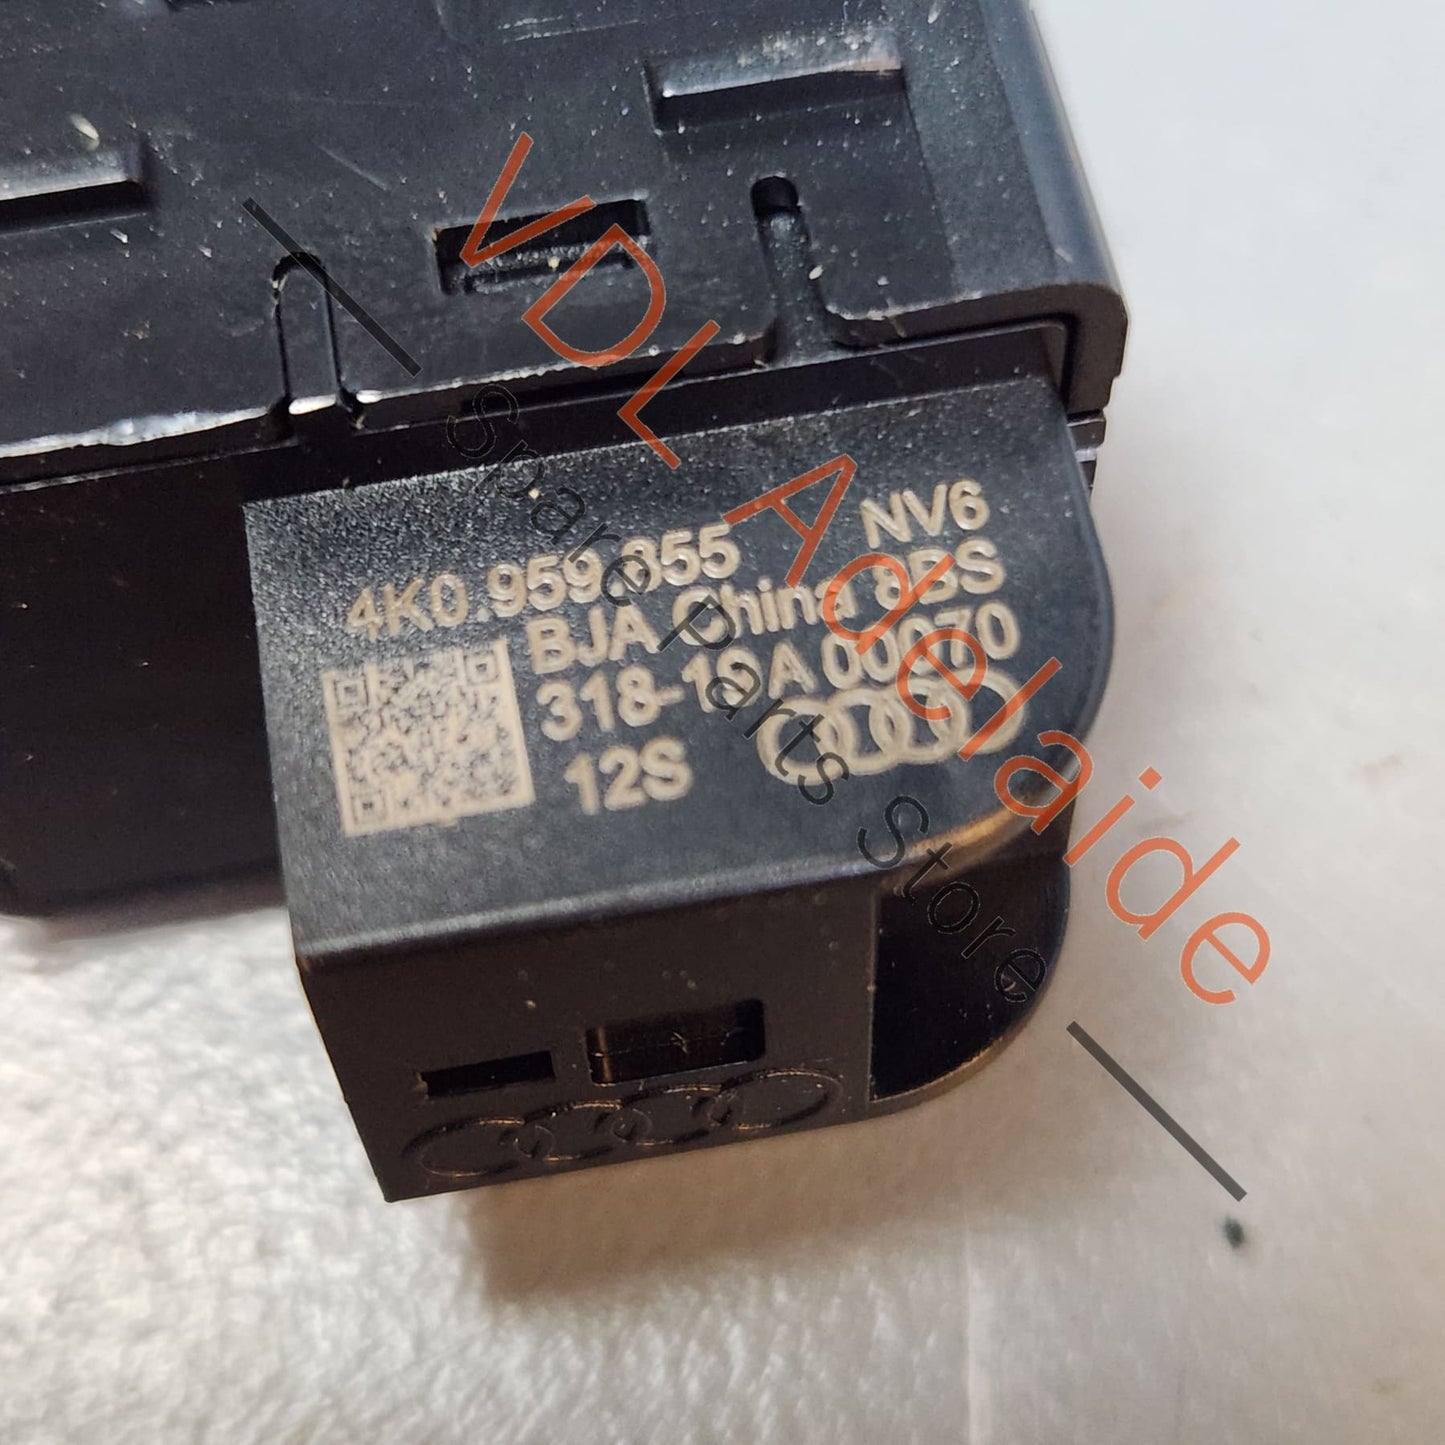 4K0.959.855 NV6
BJA China 8BS
318-19A 00070
12S
VDL Adelaide
Spare Parts Store